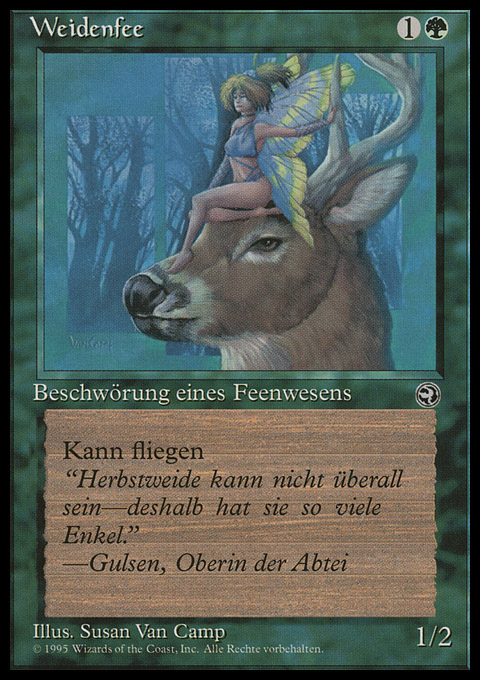 Weidenfee
1
VanCamp
Beschwörung eines Feenwesens
Kann fliegen
“Herbstweide kann nicht überall
sein—deshalb hat sie so viele
Enkel.”
—Gulsen, Oberin der Abtei
Illus. Susan Van Camp
© 1995 Wizards of the Coast, Inc. Alle Rechte vorbehalten.
1/2